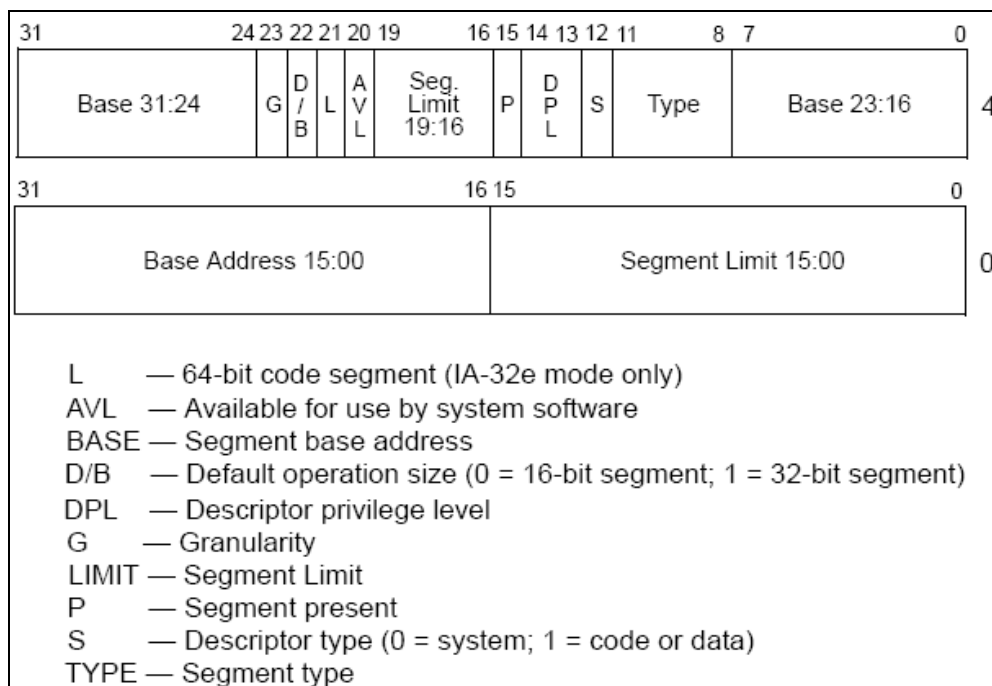 31 24 23 22 21 20 19 16 15 14 13 12 11 8 7 0
Base 31:24 G D/B L AVL Seg. Limit 19:16 P DPL S Type Base 23:16 4
31 16 15 0
Base Address 15:00 Segment Limit 15:00 0
L — 64-bit code segment (IA-32e mode only)
AVL — Available for use by system software
BASE — Segment base address
D/B — Default operation size (0 = 16-bit segment; 1 = 32-bit segment)
DPL — Descriptor privilege level
G — Granularity
LIMIT — Segment Limit
P — Segment present
S — Descriptor type (0 = system; 1 = code or data)
TYPE — Segment type